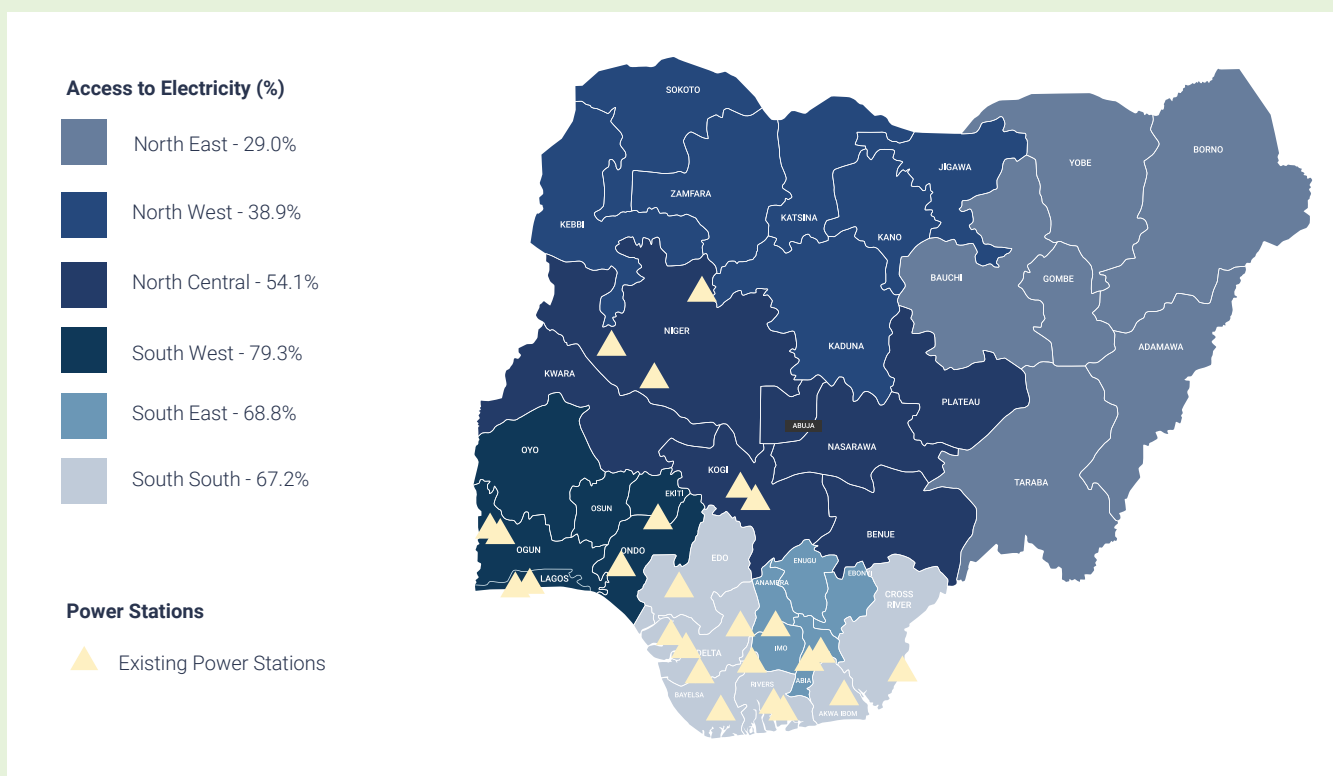 Access to Electricity (%)
North East - 29.0%
North West - 38.9%
North Central - 54.1%
South West - 79.3%
South East - 68.8%
South South - 67.2%
Power Stations
Existing Power Stations
SOKOTO
YOBE
BORNO
JIGAWA
ZAMFARA
KATSINA
KEBBI
KANO
BAUCHI
GOMBE
NIGER
KADUNA
ADAMAWA
KWARA
PLATEAU
ABUJA
NASARAWA
OYO
KOGI
TARABA
EKITI
OSUN
BENUE
OGUN
ONDO
EDO
ENUGU
LAGOS
ANAMBRA
EBONYI
CROSS
RIVER
DELTA
IMO
ABIA
RIVERS
BAYELSA
AKWA IBOM